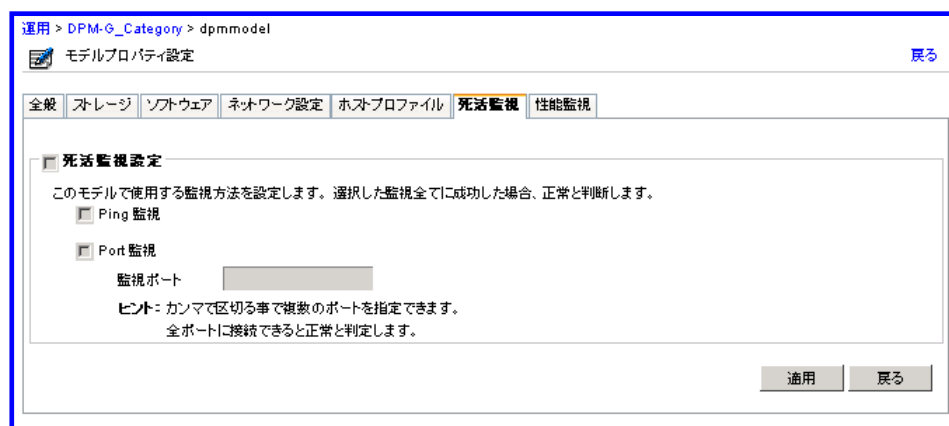 運用 > DPM-G_Category > dpmmodel
モデルプロパティ設定 戻る
全般 ストレージ ソフトウェア ネットワーク設定 ホストプロファイル 死活監視 性能監視
死活監視設定
このモデルで使用する監視方法を設定します。選択した監視全てに成功した場合、正常と判断します。
Ping 監視
Port 監視
監視ポート
ヒント: カンマで区切る事で複数のポートを指定できます。
全ポートに接続できると正常と判定します。
適用 戻る